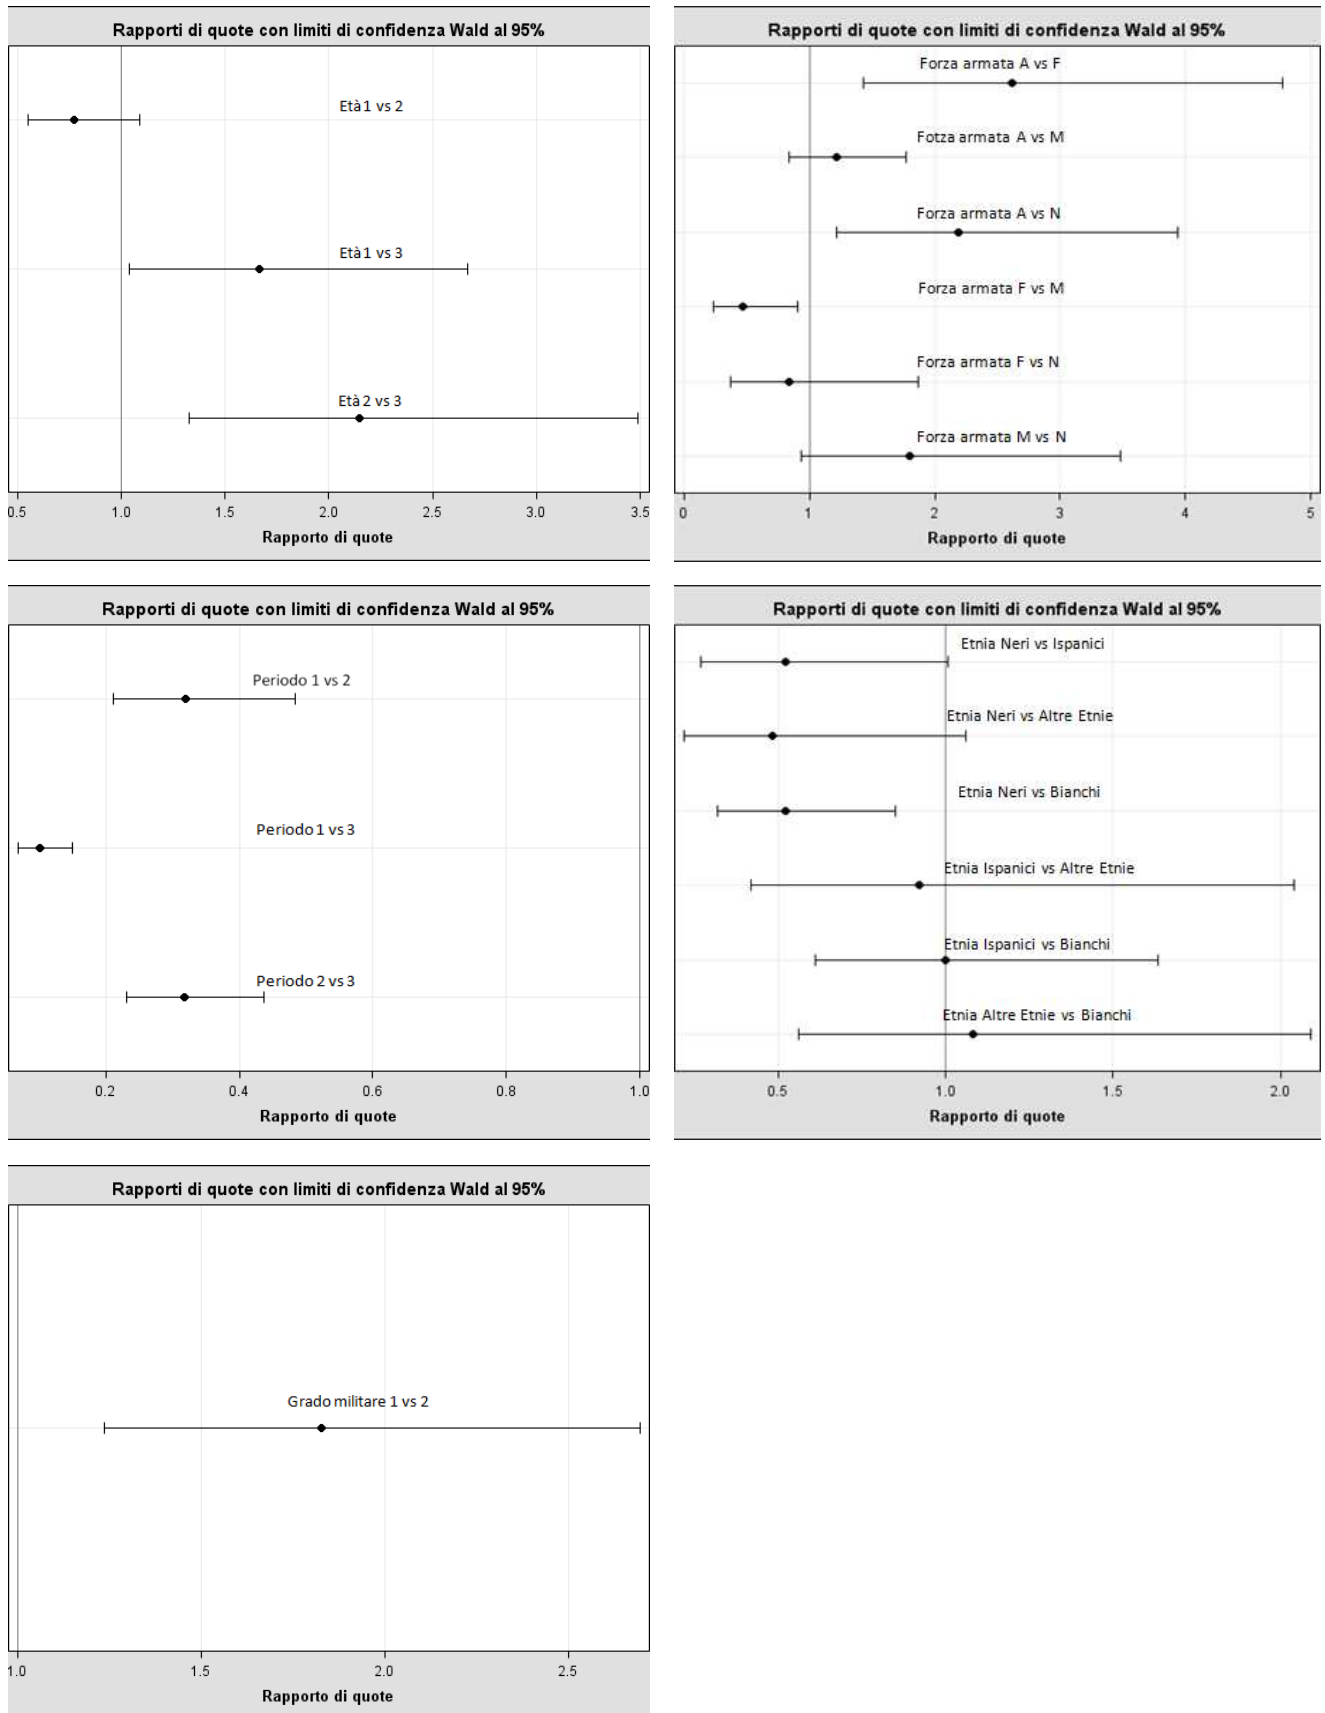 Rapporti di quote con limiti di confidenza Wald al 95%
Età 1 vs 2
Età 1 vs 3
Età 2 vs 3
0.5 1.0 1.5 2.0 2.5 3.0 3.5
Rapporto di quote
Rapporti di quote con limiti di confidenza Wald al 95%
Forza armata A vs F
Fotza armata A vs M
Forza armata A vs N
Forza armata F vs M
Forza armata F vs N
Forza armata M vs N
0 1 2 3 4 5
Rapporto di quote
Rapporti di quote con limiti di confidenza Wald al 95%
Periodo 1 vs 2
Periodo 1 vs 3
Periodo 2 vs 3
0.2 0.4 0.6 0.8 1.0
Rapporto di quote
Rapporti di quote con limiti di confidenza Wald al 95%
Etnia Neri vs Ispanici
Etnia Neri vs Altre Etnie
Etnia Neri vs Bianchi
Etnia Ispanici vs Altre Etnie
Etnia Ispanici vs Bianchi
Etnia Altre Etnie vs Bianchi
0.5 1.0 1.5 2.0
Rapporto di quote
Rapporti di quote con limiti di confidenza Wald al 95%
Grado militare 1 vs 2
1.0 1.5 2.0 2.5
Rapporto di quote